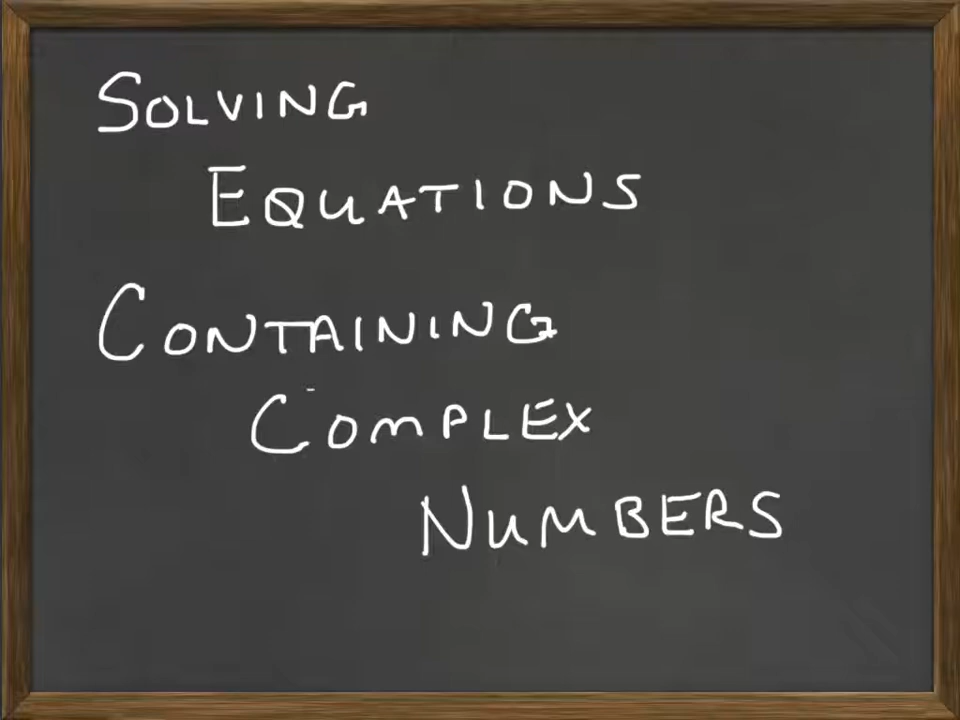 SOLVING
EQUATIONS
CONTAINING
COMPLEX
NUMBERS